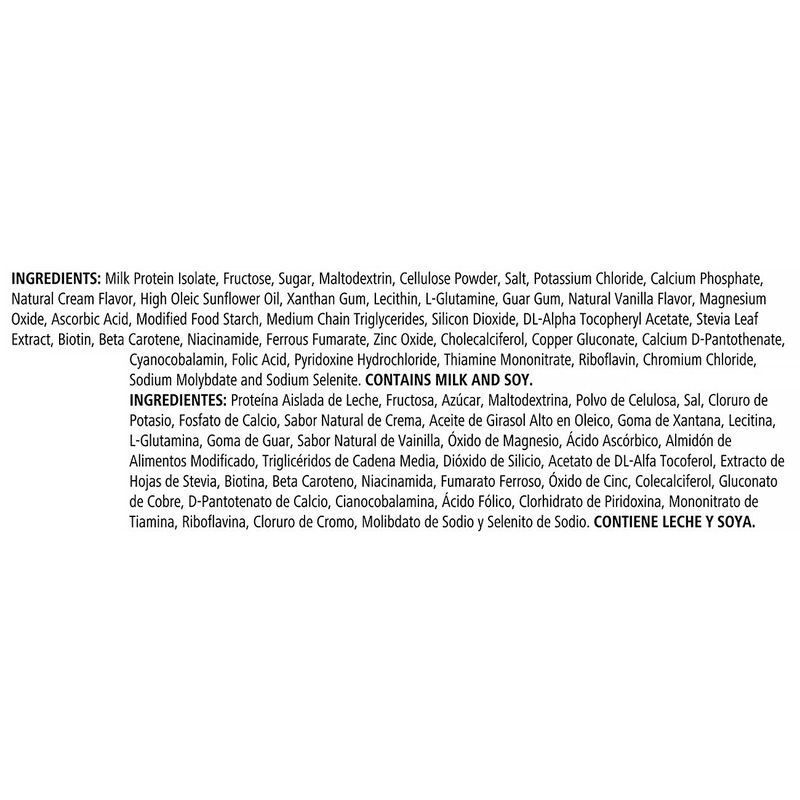 INGREDIENTS: Milk Protein Isolate, Fructose, Sugar, Maltodextrin, Cellulose Powder, Salt, Potassium Chloride, Calcium Phosphate,
Natural Cream Flavor, High Oleic Sunflower Oil, Xanthan Gum, Lecithin, L-Glutamine, Guar Gum, Natural Vanilla Flavor, Magnesium
Oxide, Ascorbic Acid, Modified Food Starch, Medium Chain Triglycerides, Silicon Dioxide, DL-Alpha Tocopheryl Acetate, Stevia Leaf
Extract, Biotin, Beta Carotene, Niacinamide, Ferrous Fumarate, Zinc Oxide, Cholecalciferol, Copper Gluconate, Calcium D-Pantothenate,
Cyanocobalamin, Folic Acid, Pyridoxine Hydrochloride, Thiamine Mononitrate, Riboflavin, Chromium Chloride,
Sodium Molybdate and Sodium Selenite. CONTAINS MILK AND SOY.
INGREDIENTES: Proteína Aislada de Leche, Fructosa, Azúcar, Maltodextrina, Polvo de Celulosa, Sal, Cloruro de
Potasio, Fosfato de Calcio, Sabor Natural de Crema, Aceite de Girasol Alto en Oleico, Goma de Xantana, Lecitina,
L-Glutamina, Goma de Guar, Sabor Natural de Vainilla, Óxido de Magnesio, Ácido Ascórbico, Almidón de
Alimentos Modificado, Triglicéridos de Cadena Media, Dióxido de Silicio, Acetato de DL-Alfa Tocoferol, Extracto de
Hojas de Stevia, Biotina, Beta Caroteno, Niacinamida, Fumarato Ferroso, Óxido de Cinc, Colecalciferol, Gluconato
de Cobre, D-Pantotenato de Calcio, Cianocobalamina, Ácido Fólico, Clorhidrato de Piridoxina, Mononitrato de
Tiamina, Riboflavina, Cloruro de Cromo, Molibdato de Sodio y Selenito de Sodio. CONTIENE LECHE Y SOYA.